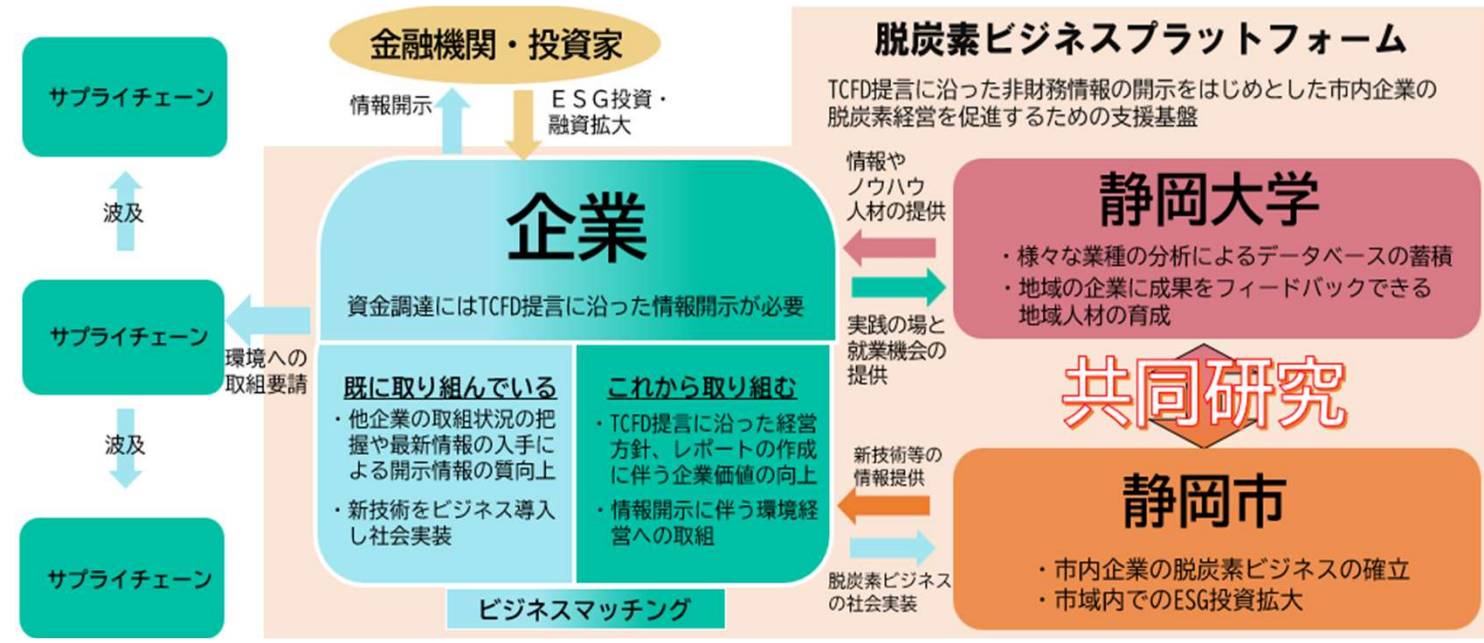 脱炭素ビジネスプラットフォーム
TCFD提言に沿った非財務情報の開示をはじめとした市内企業の
脱炭素経営を促進するための支援基盤
金融機関・投資家
情報開示
ＥＳＧ投資・
融資拡大
サプライチェーン
波及
サプライチェーン
波及
サプライチェーン
環境への
取組要請
企業
資金調達にはTCFD提言に沿った情報開示が必要
既に取り組んでいる
・他企業の取組状況の把
握や最新情報の入手に
よる開示情報の質向上
・新技術をビジネス導入
し社会実装
これから取り組む
・TCFD提言に沿った経営
方針、レポートの作成
に伴う企業価値の向上
・情報開示に伴う環境経
営への取組
ビジネスマッチング
情報や
ノウハウ
人材の提供
実践の場と
就業機会の
提供
静岡大学
・様々な業種の分析によるデータベースの蓄積
・地域の企業に成果をフィードバックできる
地域人材の育成
共同研究
新技術等の
情報提供
脱炭素ビジネス
の社会実装
静岡市
・市内企業の脱炭素ビジネスの確立
・市域内でのESG投資拡大